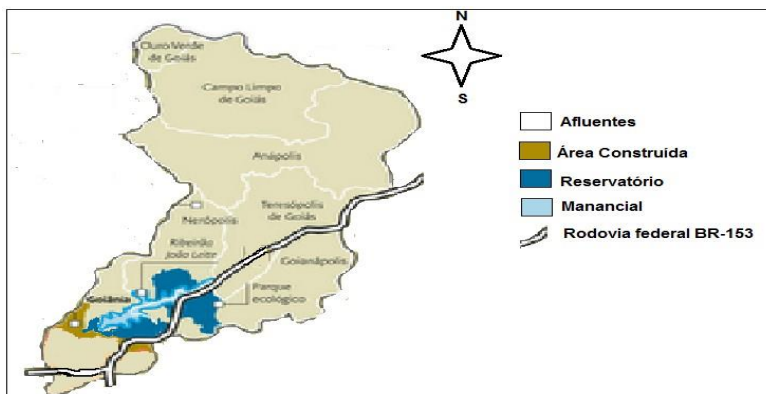 N
S
Ouro Verde
de Goiás
Campo Limpo
de Goiás
Anápolis
Nerópolis
Terezópolis
de Goiás
Ribeirão
João Leite
Goianápolis
Goiânia
Parque
ecológico
Afluentes
Área Construída
Reservatório
Manancial
Rodovia federal BR-153